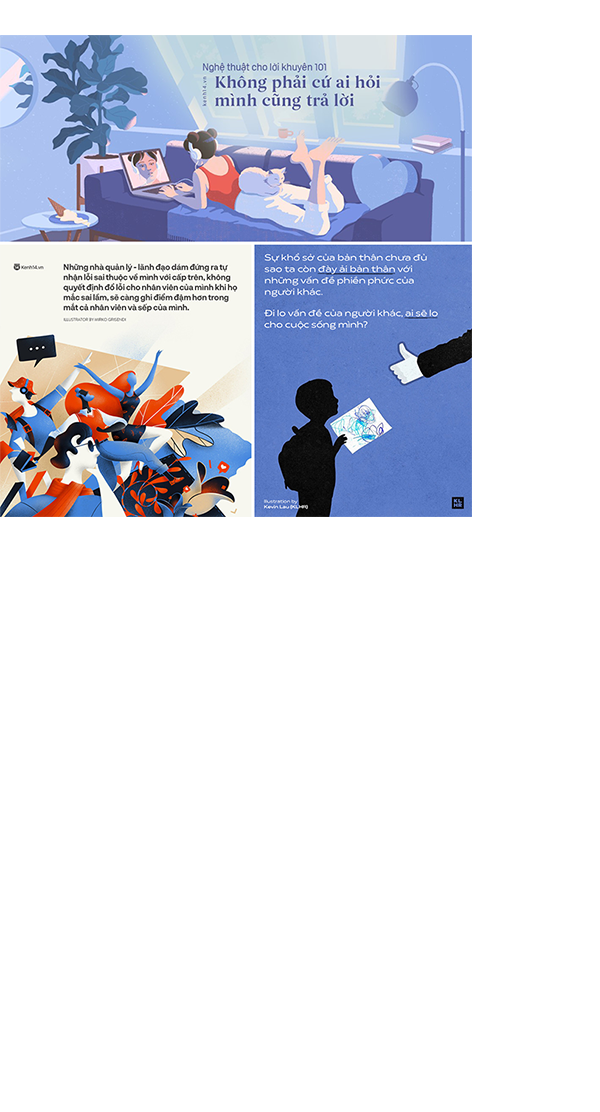 Nghệ thuật cho lời khuyên 101
kenh14.vn
Không phải cứ ai hỏi
mình cũng trả lời
Kenh14.vn
Những nhà quản lý - lãnh đạo dám đứng ra tự
nhận lỗi sai thuộc về mình với cấp trên, không
quyết định đổ lỗi cho nhân viên của mình khi họ
mắc sai lầm, sẽ càng ghi điểm đậm hơn trong
mắt cả nhân viên và sếp của mình.
ILLUSTRATOR BY MIRKO GRISENDI
Sự khổ sở của bản thân chưa đủ
sao ta còn đày ải bản thân với
những vấn đề phiền phức của
người khác.
Đi lo vấn đề của người khác, ai sẽ lo
cho cuộc sống mình?
Illustration by
Kevin Lau (KLHR)
KL
HR